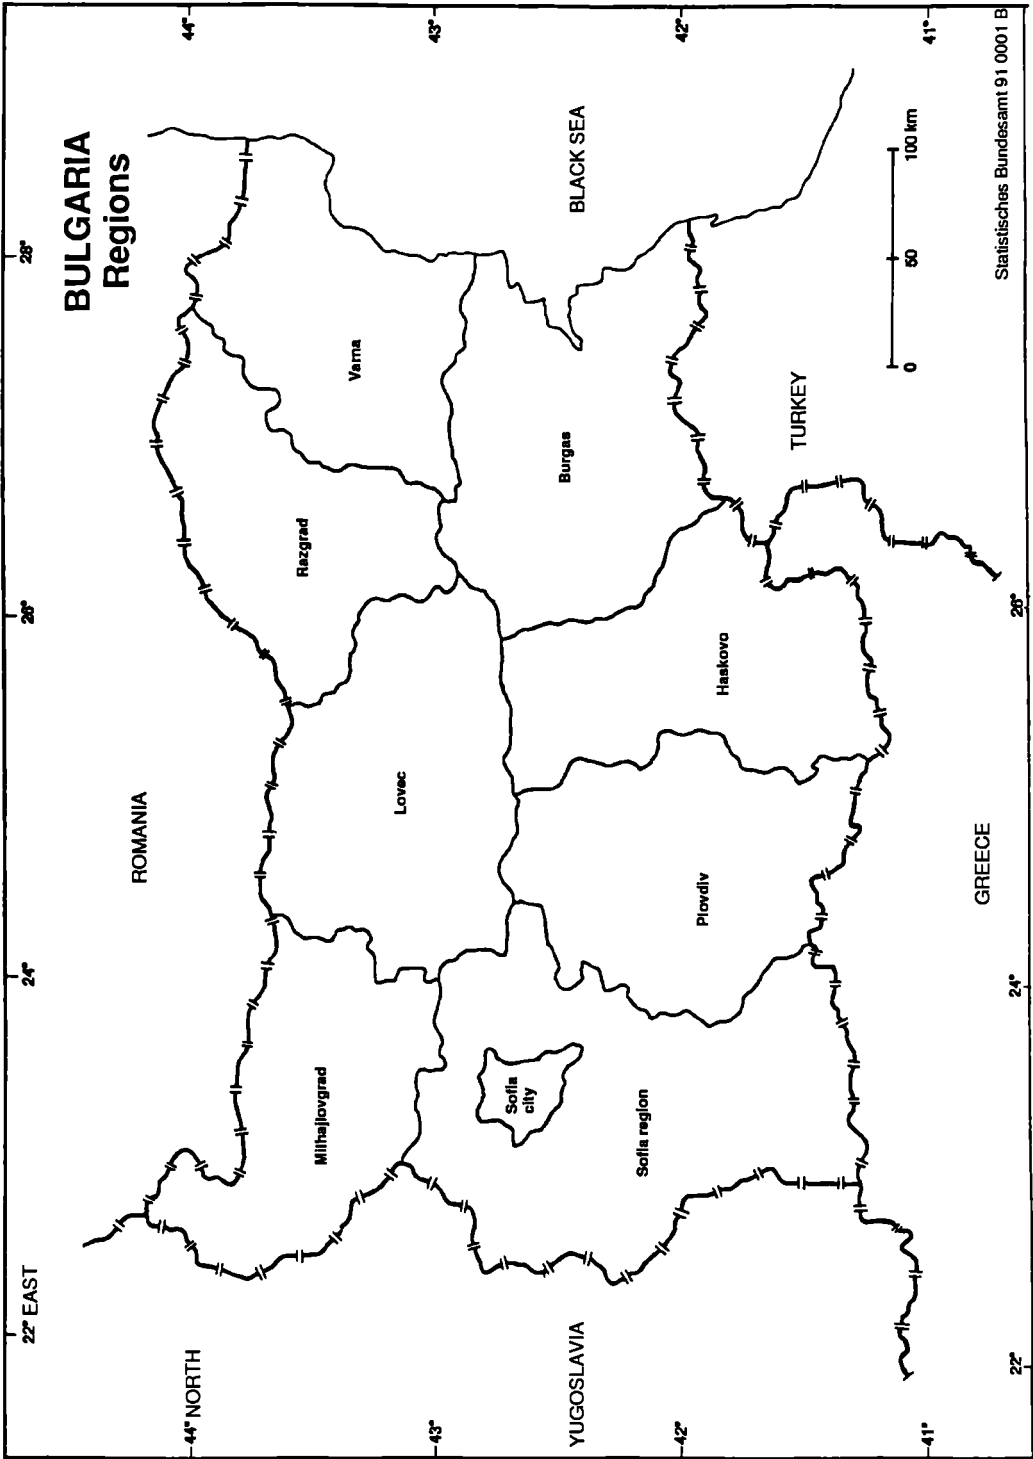 BULGARIA
Regions
22° EAST
24°
26°
28°
44° NORTH
44°
ROMANIA
Mihajlovgrad
Lovec
Razgrad
Varna
43°
43°
Sofia
city
Burgas
BLACK SEA
YUGOSLAVIA
Sofia region
Plovdiv
Haskovo
42°
42°
TURKEY
0
50
100 km
41°
41°
GREECE
22°
24°
26°
Statistisches Bundesamt 91 0001 B